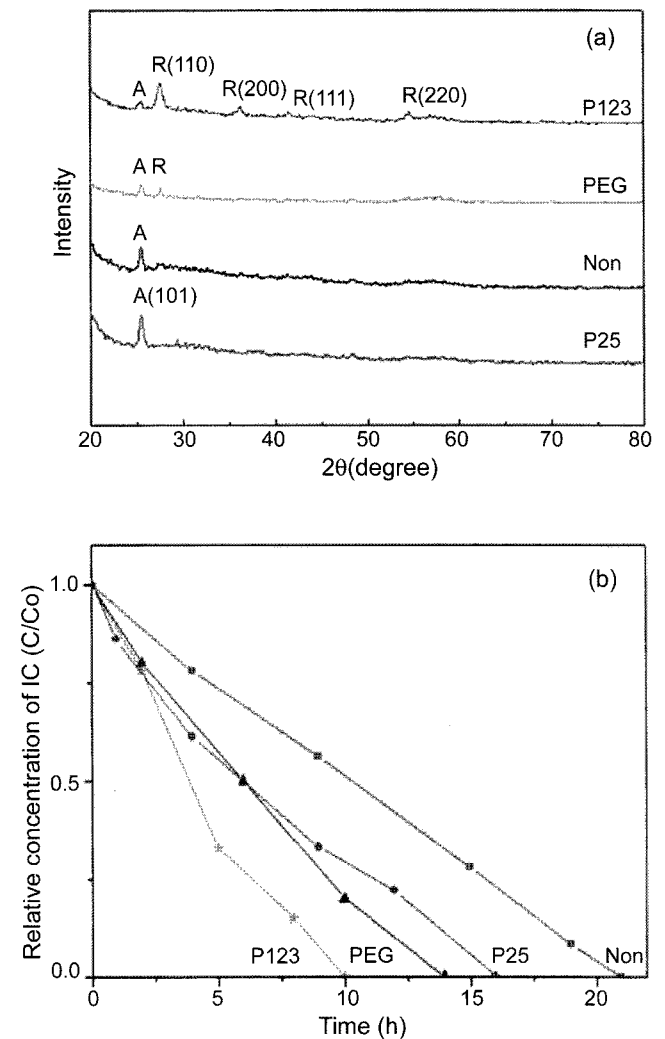 (a)
R(110)
A R(200) R(111) R(220)
P123
A R
PEG
A
Non
A(101)
P25
Intensity
20 30 40 50 60 70 80
2θ(degree)
(b)
1.0
0.5
0.0
Relative concentration of IC (C/Co)
P123 PEG P25 Non
0 5 10 15 20
Time (h)